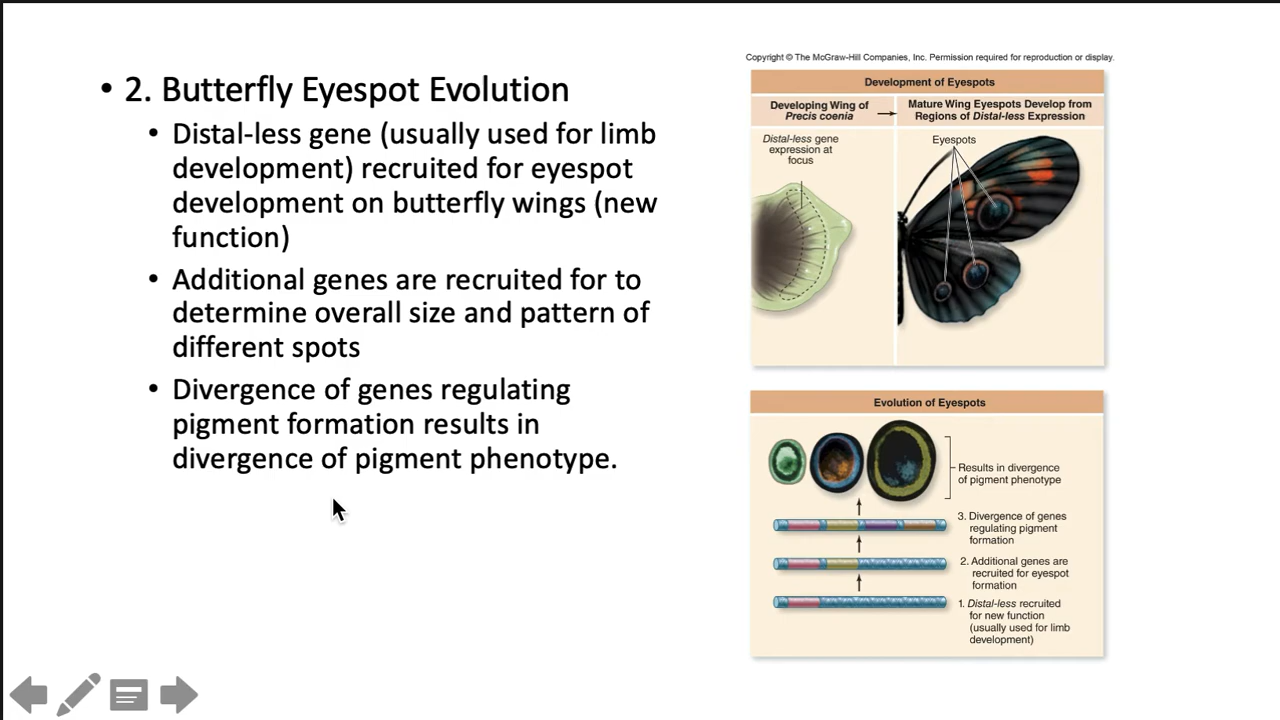 • 2. Butterfly Eyespot Evolution
• Distal-less gene (usually used for limb
development) recruited for eyespot
development on butterfly wings (new
function)
• Additional genes are recruited for to
determine overall size and pattern of
different spots
• Divergence of genes regulating
pigment formation results in
divergence of pigment phenotype.
Copyright © The McGraw-Hill Companies, Inc. Permission required for reproduction or display.
Development of Eyespots
Developing Wing of
Precis coenia
Mature Wing Eyespots Develop from
Regions of Distal-less Expression
Distal-less gene
expression at
focus
Eyespots
Evolution of Eyespots
Results in divergence
of pigment phenotype
3. Divergence of genes
regulating pigment
formation
2. Additional genes are
recruited for eyespot
formation
1. Distal-less recruited
for new function
(usually used for limb
development)